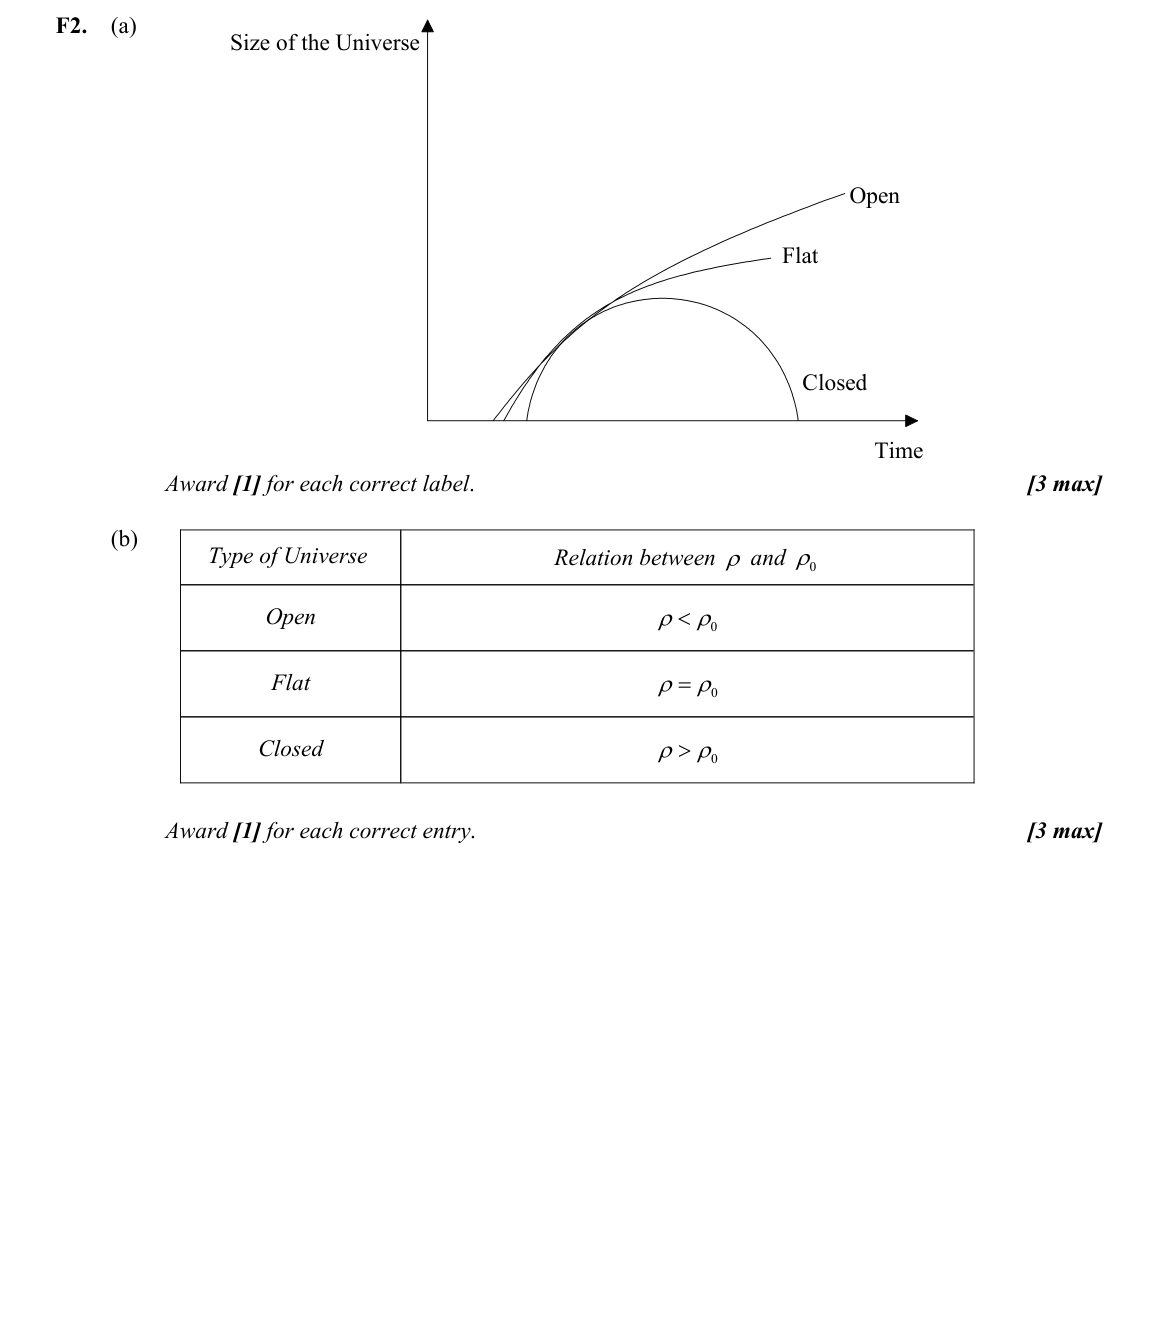 F2. (a)
Size of the Universe
Open
Flat
Closed
Time
Award [1] for each correct label. [3 max]
(b)
Type of Universe Relation between ρ and ρ₀
Open ρ < ρ₀
Flat ρ = ρ₀
Closed ρ > ρ₀
Award [1] for each correct entry. [3 max]